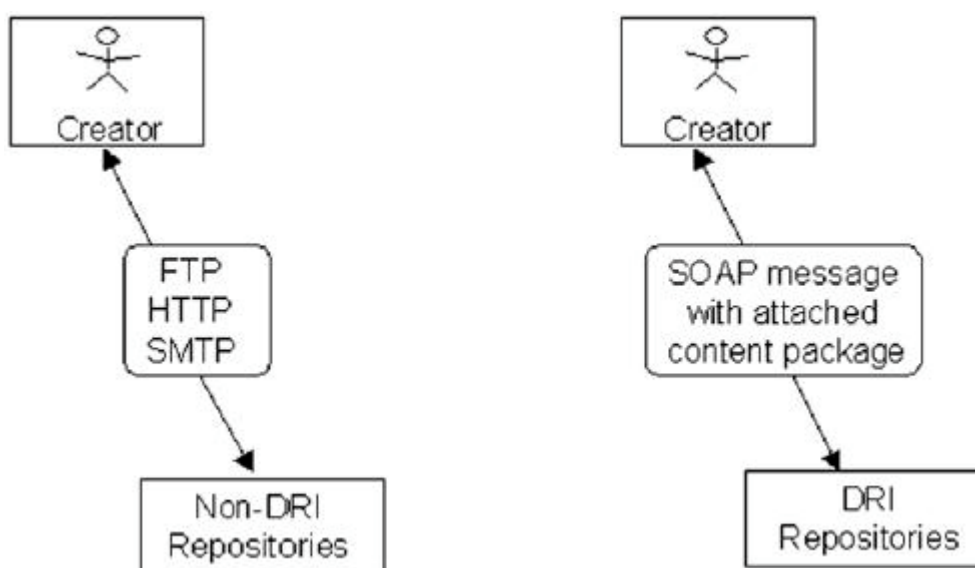 Creator
FTP
HTTP
SMTP
Non-DRI
Repositories
Creator
SOAP message
with attached
content package
DRI
Repositories